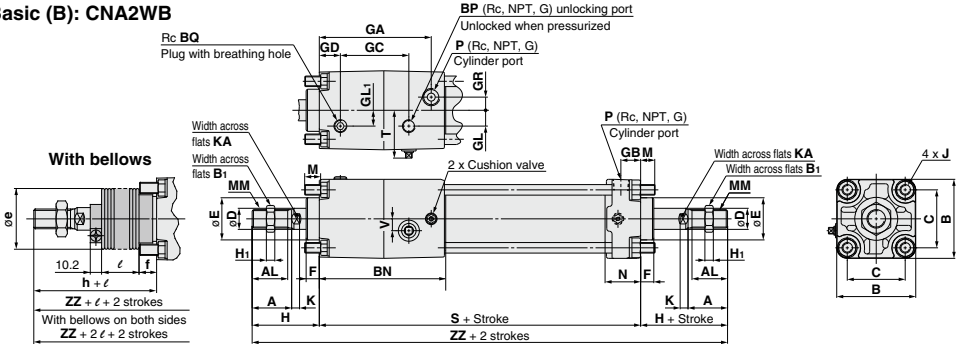 Basic (B): CNA2WB
BP (Rc, NPT, G) unlocking port
Unlocked when pressurized
P (Rc, NPT, G)
Cylinder port
Rc BQ
Plug with breathing hole
GA
GD
GC
GL1
T
GR
GL
With bellows
Width across
flats KA
Width across
flats B1
MM
M
2 x Cushion valve
P (Rc, NPT, G)
Cylinder port
GB
M
Width across flats KA
Width across flats B1
MM
4 x J
øe
øE
øD
V
øD
øE
C
B
10.2
ℓ
f
h + ℓ
ZZ + ℓ + 2 strokes
With bellows on both sides
ZZ + 2 ℓ + 2 strokes
H1
AL
F
BN
N
F
H1
AL
A
K
K
A
H
S + Stroke
H + Stroke
ZZ + 2 strokes
C
B